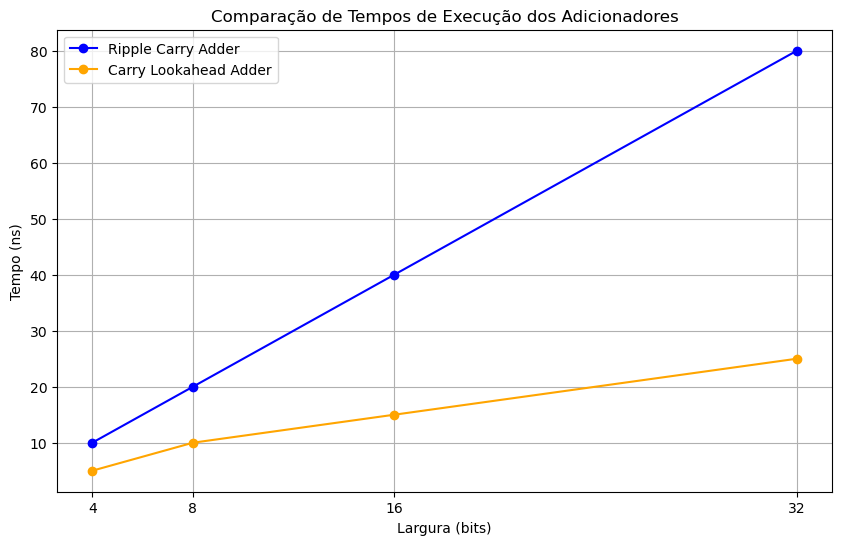 Comparação de Tempos de Execução dos Adicionadores
Ripple Carry Adder
Carry Lookahead Adder
80
70
60
50
40
30
20
10
Tempo (ns)
4 8 16 32
Largura (bits)